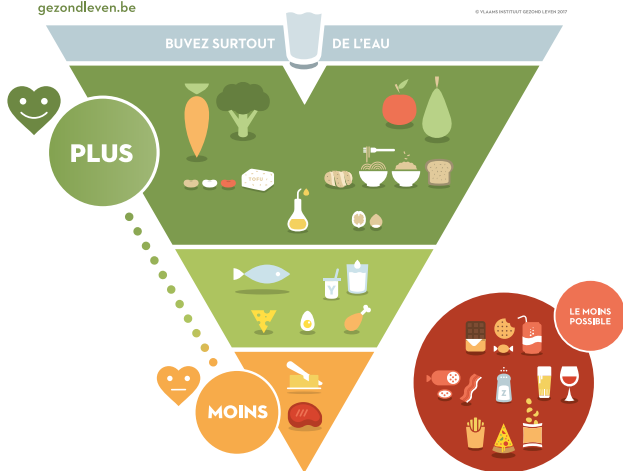 gezondleven.be
© VLAAMS INSTITUUT GEZOND LEVEN 2017
BUVEZ SURTOUT DE L'EAU
PLUS
TOFU
Y
LE MOINS
POSSIBLE
Z
MOINS